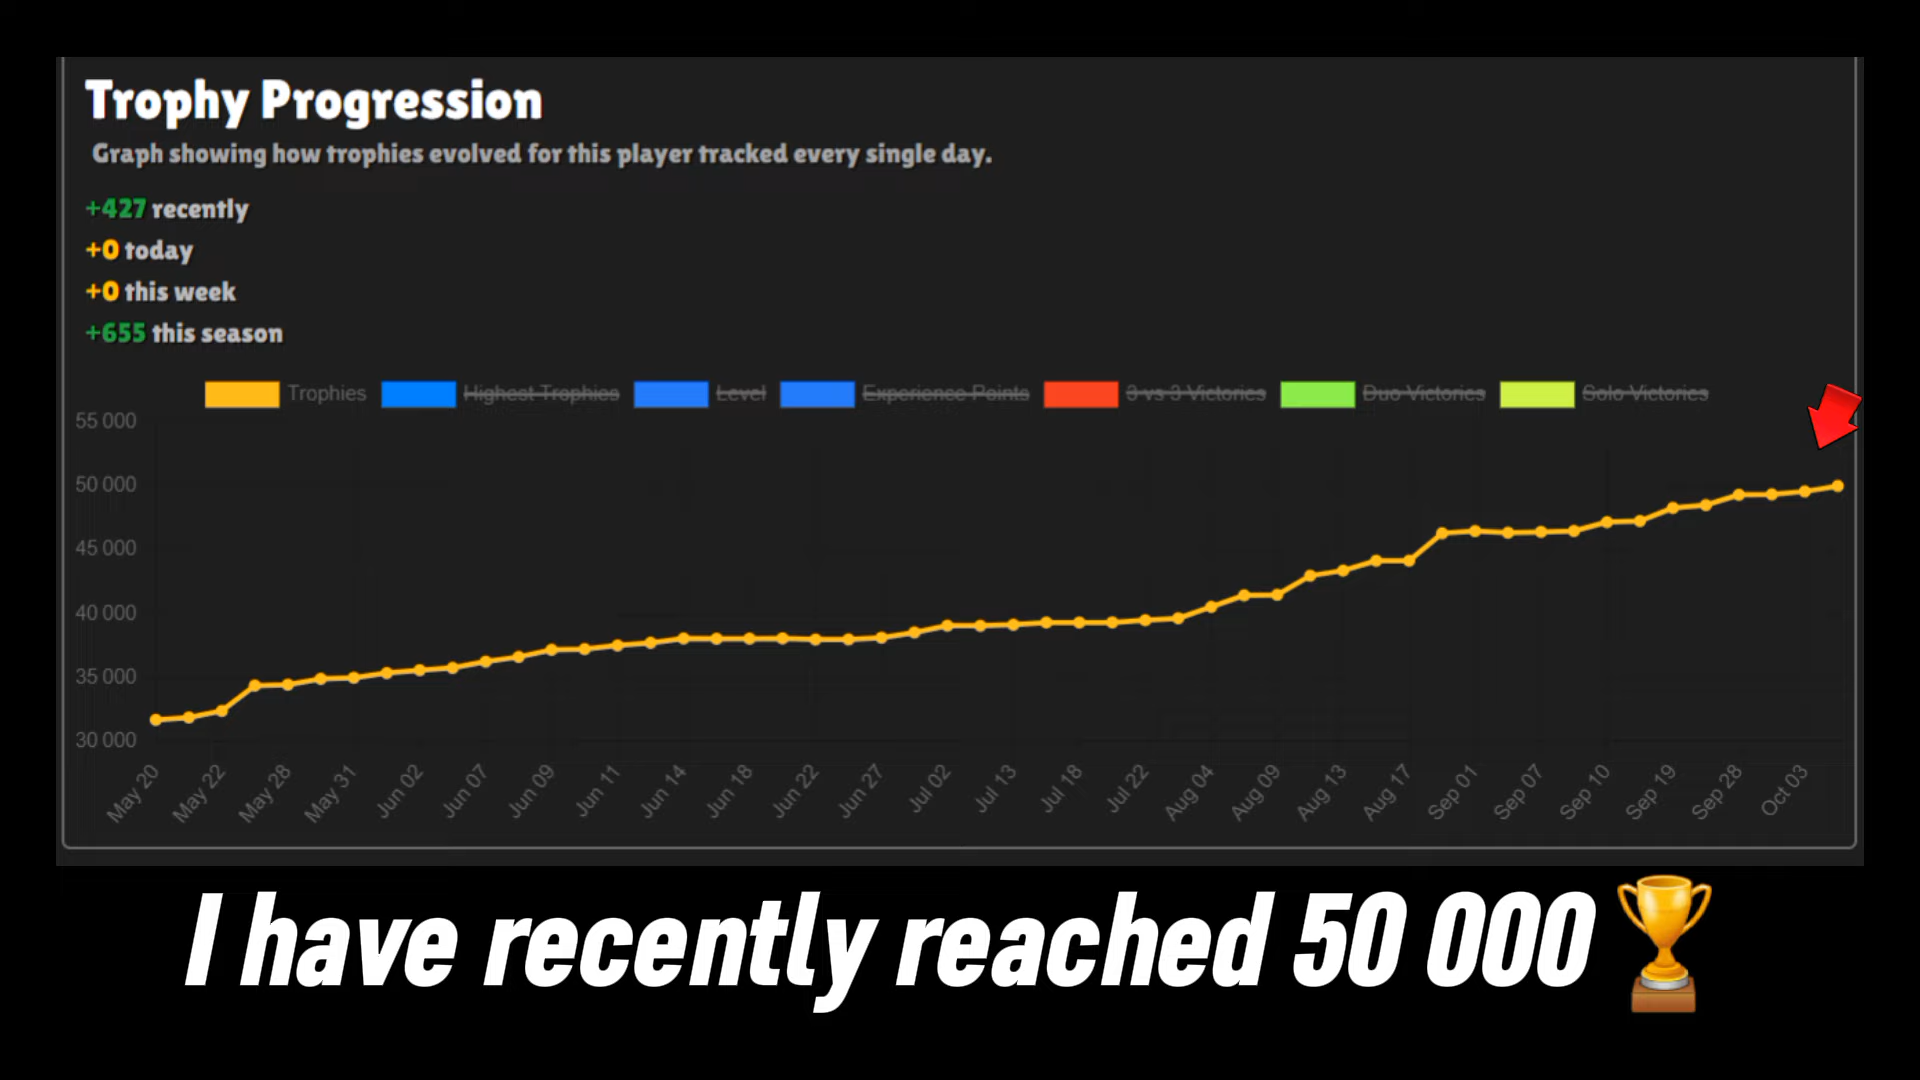 Trophy Progression
Graph showing how trophies evolved for this player tracked every single day.
+427 recently
+0 today
+0 this week
+655 this season
Trophies Highest Trophies Level Experience Points 3 vs 3 Victories Duo Victories Solo Victories
55 000
50 000
45 000
40 000
35 000
30 000
May 20 May 22 May 28 May 31 Jun 02 Jun 07 Jun 09 Jun 11 Jun 14 Jun 18 Jun 22 Jun 27 Jul 02 Jul 13 Jul 18 Jul 22 Aug 04 Aug 09 Aug 13 Aug 17 Sep 01 Sep 07 Sep 10 Sep 19 Sep 28 Oct 03
I have recently reached 50 000🏆